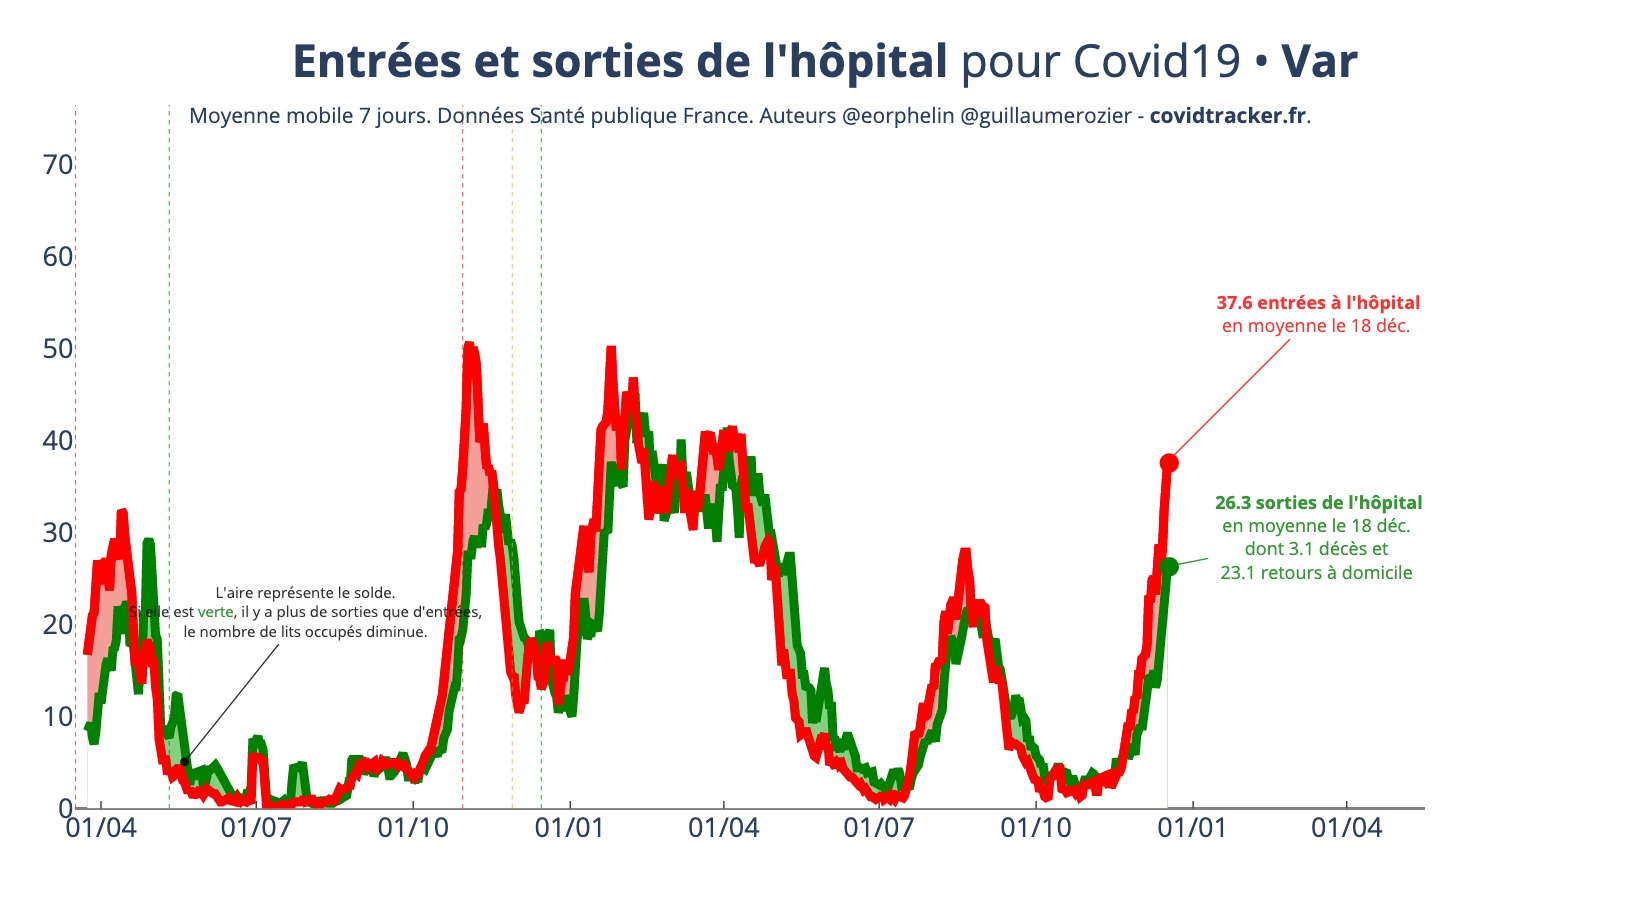 Entrées et sorties de l'hôpital pour Covid19 • Var
Moyenne mobile 7 jours. Données Santé publique France. Auteurs @eorphelin @guillaumerozier - covidtracker.fr.
70
60
50
40
30
20
10
0
37.6 entrées à l'hôpital
en moyenne le 18 déc.
26.3 sorties de l'hôpital
en moyenne le 18 déc.
dont 3.1 décès et
23.1 retours à domicile
L'aire représente le solde.
Si elle est verte, il y a plus de sorties que d'entrées,
le nombre de lits occupés diminue.
01/04 01/07 01/10 01/01 01/04 01/07 01/10 01/01 01/04